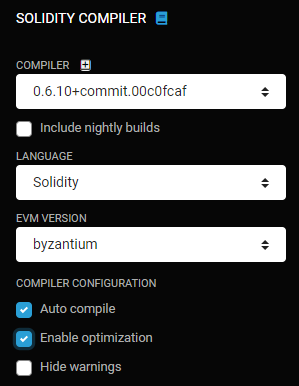 SOLIDITY COMPILER
COMPILER
0.6.10+commit.00c0fcaf
Include nightly builds
LANGUAGE
Solidity
EVM VERSION
byzantium
COMPILER CONFIGURATION
Auto compile
Enable optimization
Hide warnings